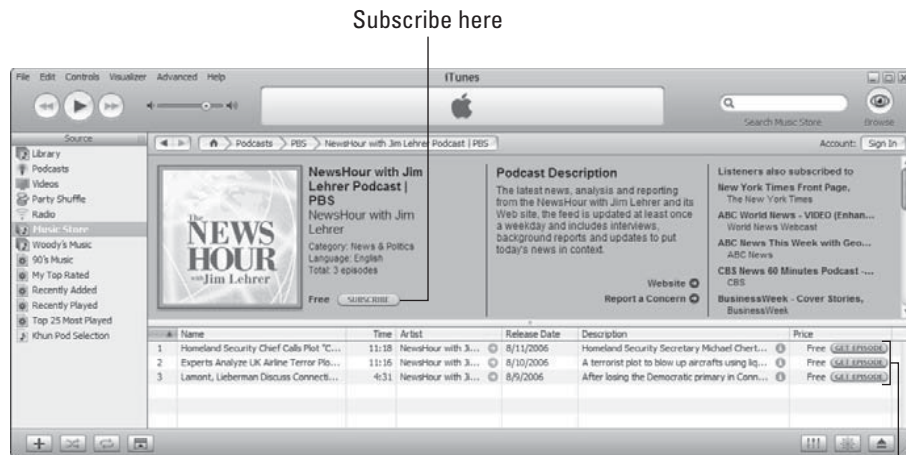 Subscribe here
File Edit Controls Visualizer Advanced Help
iTunes
Search Music Store
Browse
Source
Podcasts PBS NewsHour with Jim Lehrer Podcast | PBS
Account: Sign In
Library
Podcasts
Videos
Party Shuffle
Radio
Music Store
Woody's Music
90's Music
My Top Rated
Recently Added
Recently Played
Top 25 Most Played
Khun Pod Selection
The
NEWS
HOUR
with Jim Lehrer
NewsHour with Jim
Lehrer Podcast |
PBS
NewsHour with Jim
Lehrer
Category: News & Politics
Language: English
Total: 3 episodes
Free SUBSCRIBE
Podcast Description
The latest news, analysis and reporting
from the NewsHour with Jim Lehrer and its
Web site, the feed is updated at least once
a weekday and includes interviews,
background reports and updates to put
today's news in context.
Website
Report a Concern
Listeners also subscribed to
New York Times Front Page,
The New York Times
ABC World News - VIDEO (Enhan...
World News Webcast
ABC News This Week with Geo...
ABC News
CBS News 60 Minutes Podcast -...
CBS
BusinessWeek - Cover Stories,
BusinessWeek
Name Time Artist Release Date Description Price
1 Homeland Security Chief Calls Plot "C... 11:18 NewsHour with J... 8/11/2006 Homeland Security Secretary Michael Chert... Free GET EPISODE
2 Experts Analyze UK Airline Terror Plo... 11:16 NewsHour with J... 8/10/2006 A terrorist plot to blow up aircrafts using liq... Free GET EPISODE
3 Lamont, Lieberman Discuss Connecti... 4:31 NewsHour with J... 8/9/2006 After losing the Democratic primary in Conn... Free GET EPISODE